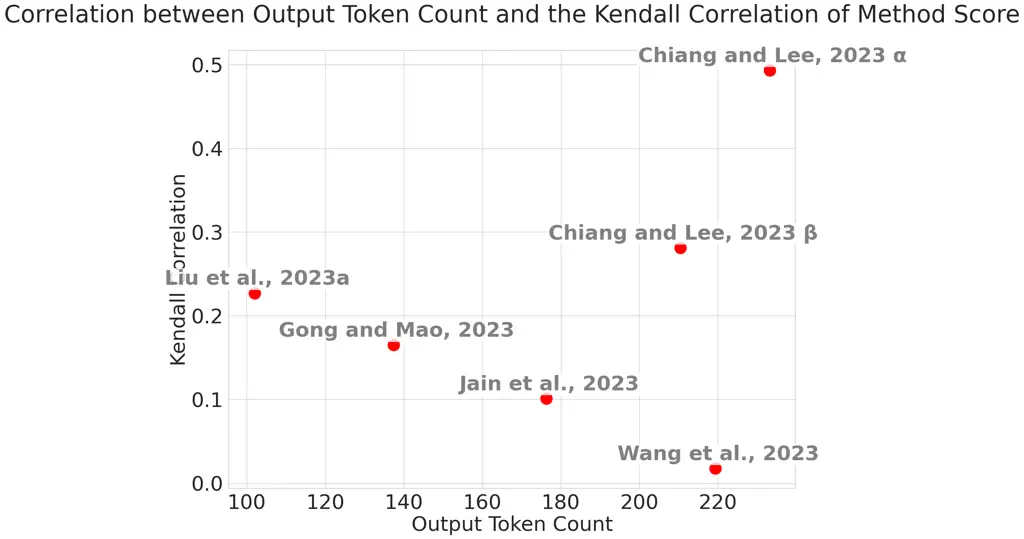 Correlation between Output Token Count and the Kendall Correlation of Method Score
Chiang and Lee, 2023 α
0.5
0.4
0.3
Chiang and Lee, 2023 β
Kendall Correlation
Liu et al., 2023a
0.2
Gong and Mao, 2023
0.1
Jain et al., 2023
Wang et al., 2023
0.0
100 120 140 160 180 200 220
Output Token Count